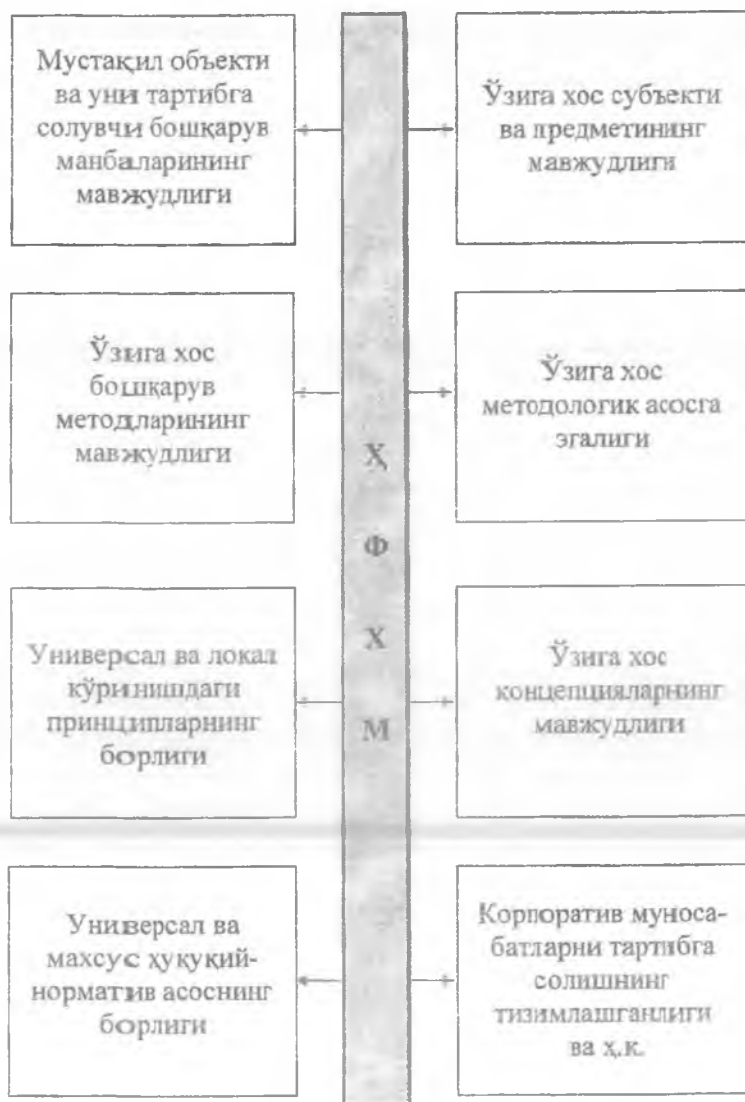 Мустақил объекти
ва уни тартибга
солувчи бошқарув
манбаларининг
мавжудлиги
Ўзига хос субъекти
ва предметининг
мавжудлиги
Ўзига хос
бошқарув
методларининг
мавжудлиги
Ўзига хос
методологик асосга
эгалиги
Ҳ
Ф
Х
М
Универсал ва локал
кўринишдаги
принципларнинг
борлиги
Ўзига хос
концепцияларнинг
мавжудлиги
Универсал ва
махсус ҳуқуқий-
норматив асоснинг
борлиги
Корпоратив муноса-
батларни тартибга
солишнинг
тизимлашганлиги
ва ҳ.к.